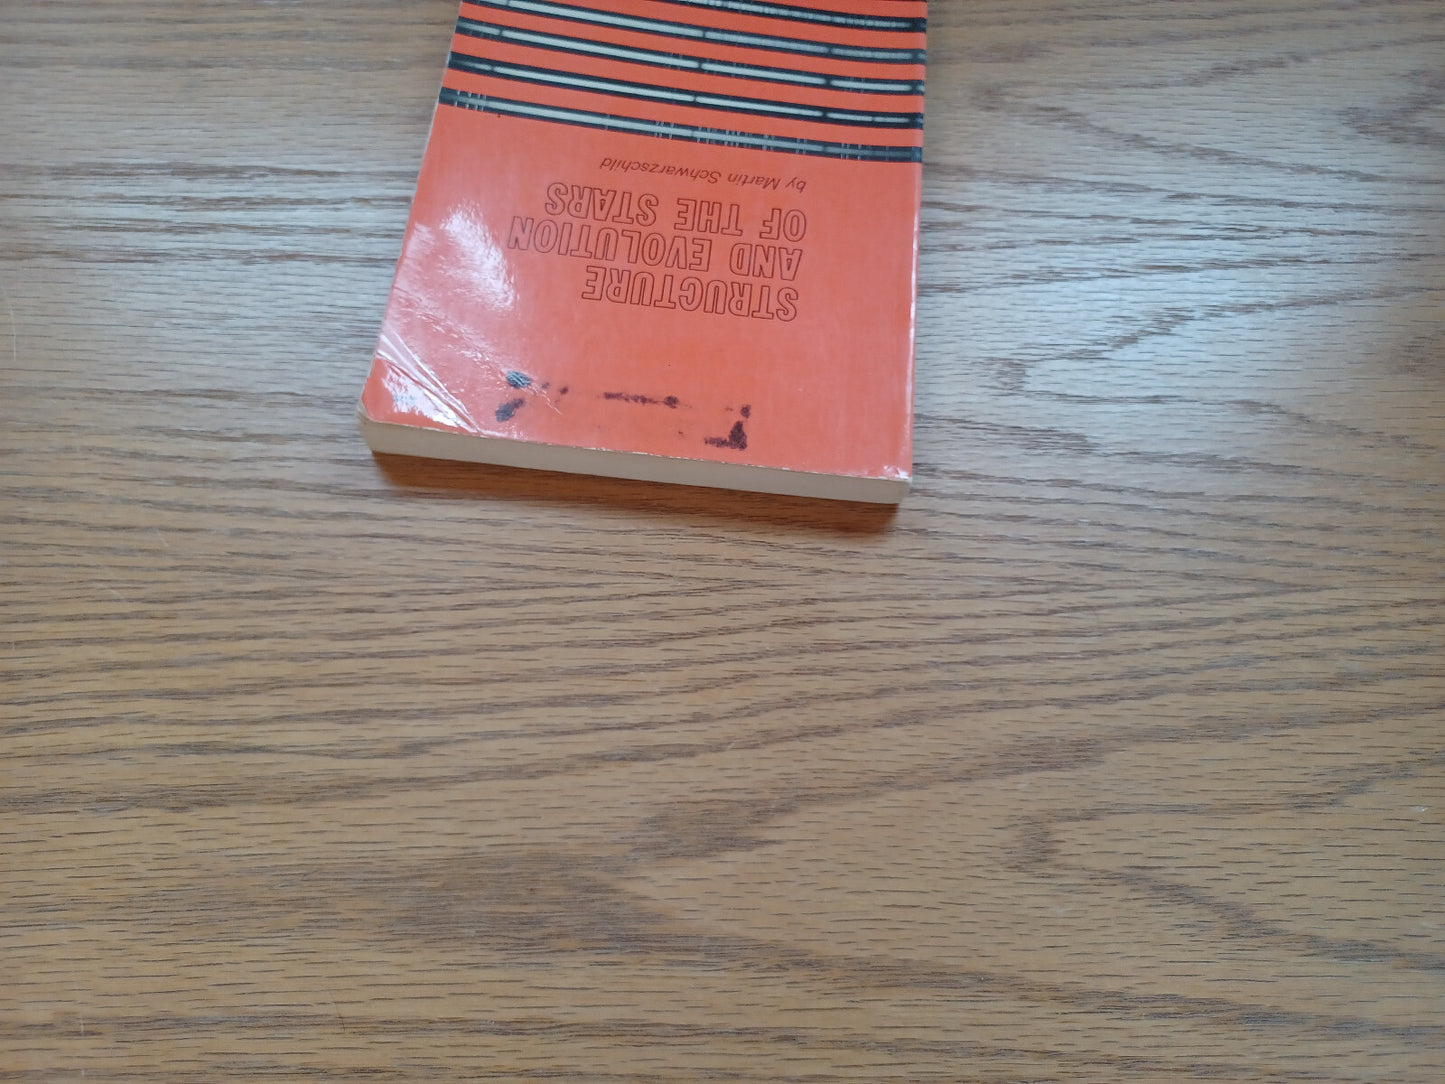 STRUCTURE
AND EVOLUTION
OF THE STARS
by Martin Schwarzschild